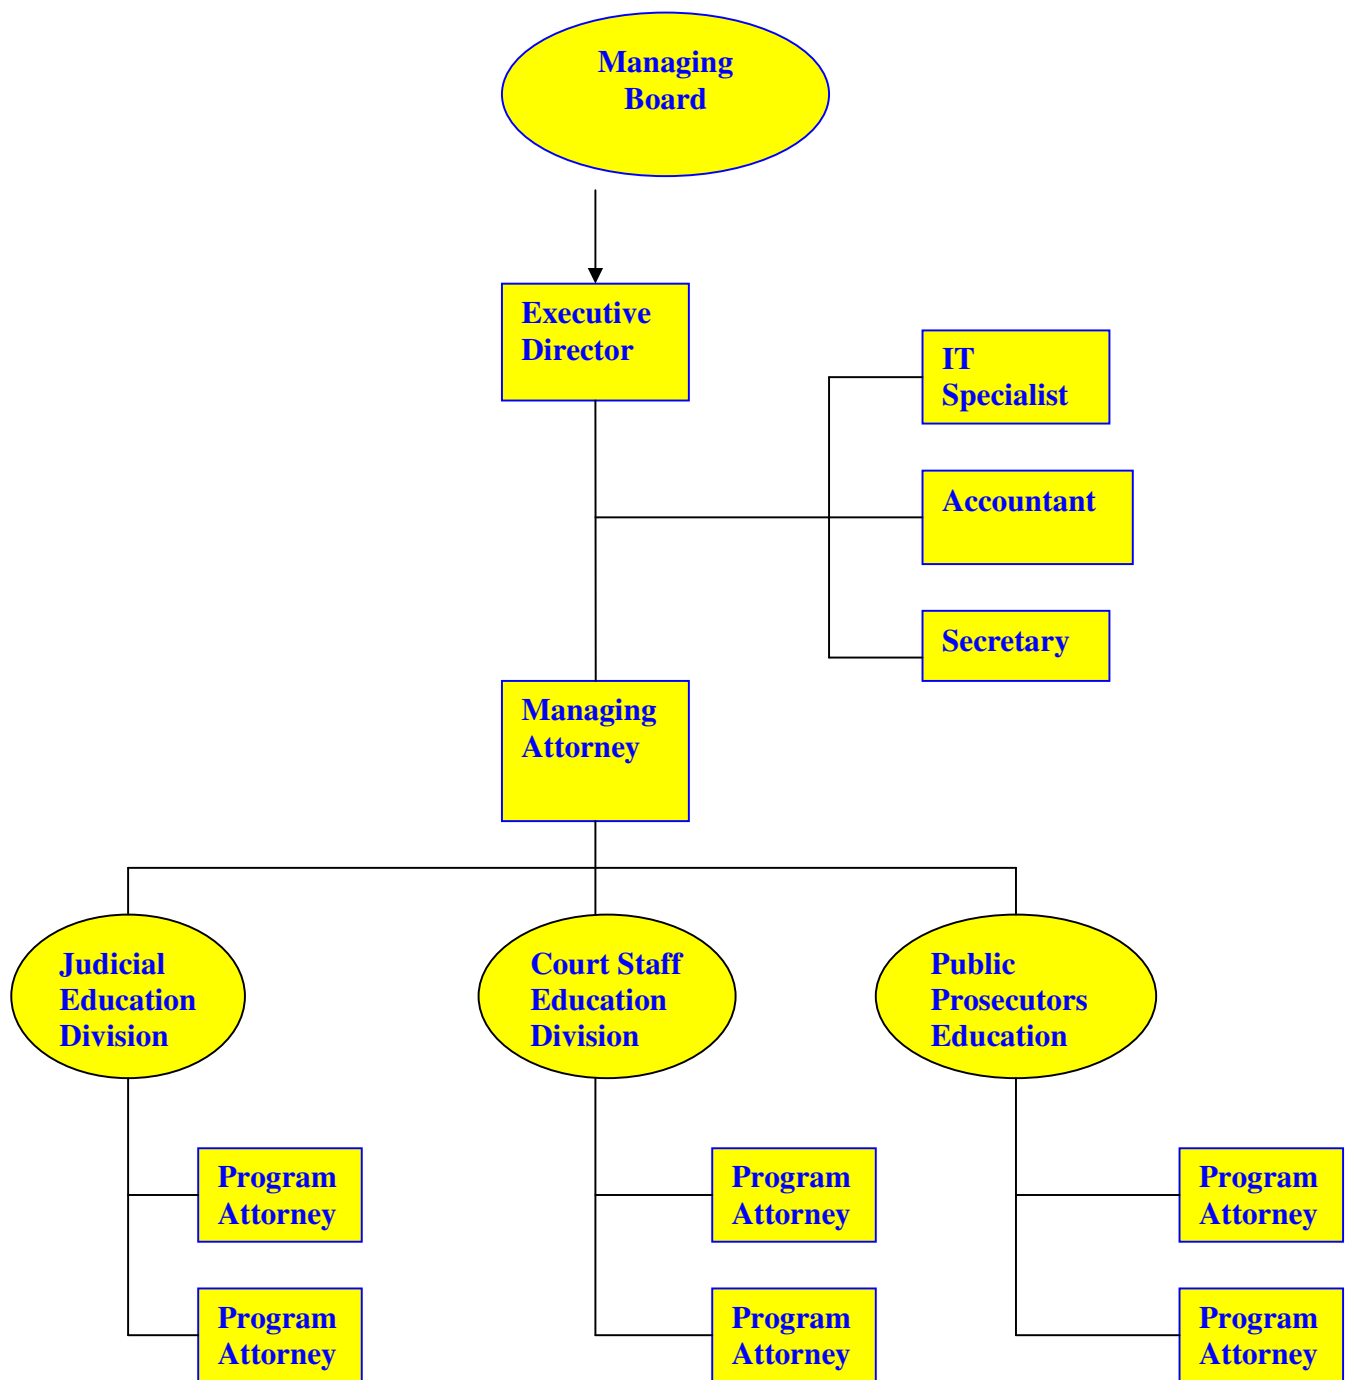 Managing
Board
Executive
Director
IT
Specialist
Accountant
Secretary
Managing
Attorney
Judicial
Education
Division
Court Staff
Education
Division
Public
Prosecutors
Education
Program
Attorney
Program
Attorney
Program
Attorney
Program
Attorney
Program
Attorney
Program
Attorney